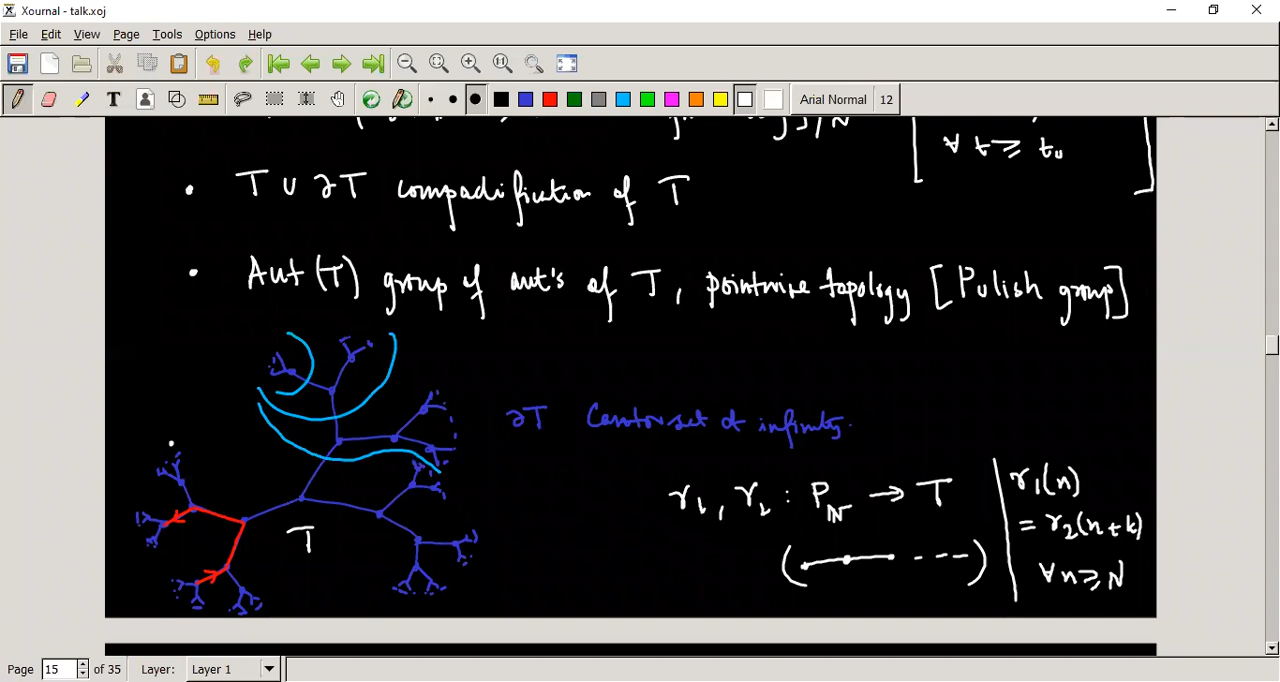 Xournal - talk.xoj
File Edit View Page Tools Options Help
Arial Normal 12
∀ t ≥ t₀
• T ∪ ∂T compactification of T
• Aut(T) group of aut's of T, pointwise topology [Polish group]
∂T Cantor set at infinity.
r₁, r₂ : P_N → T
r₁(n)
= r₂(n+k)
∀ n ≥ N
T
Page 15 of 35 Layer: Layer 1